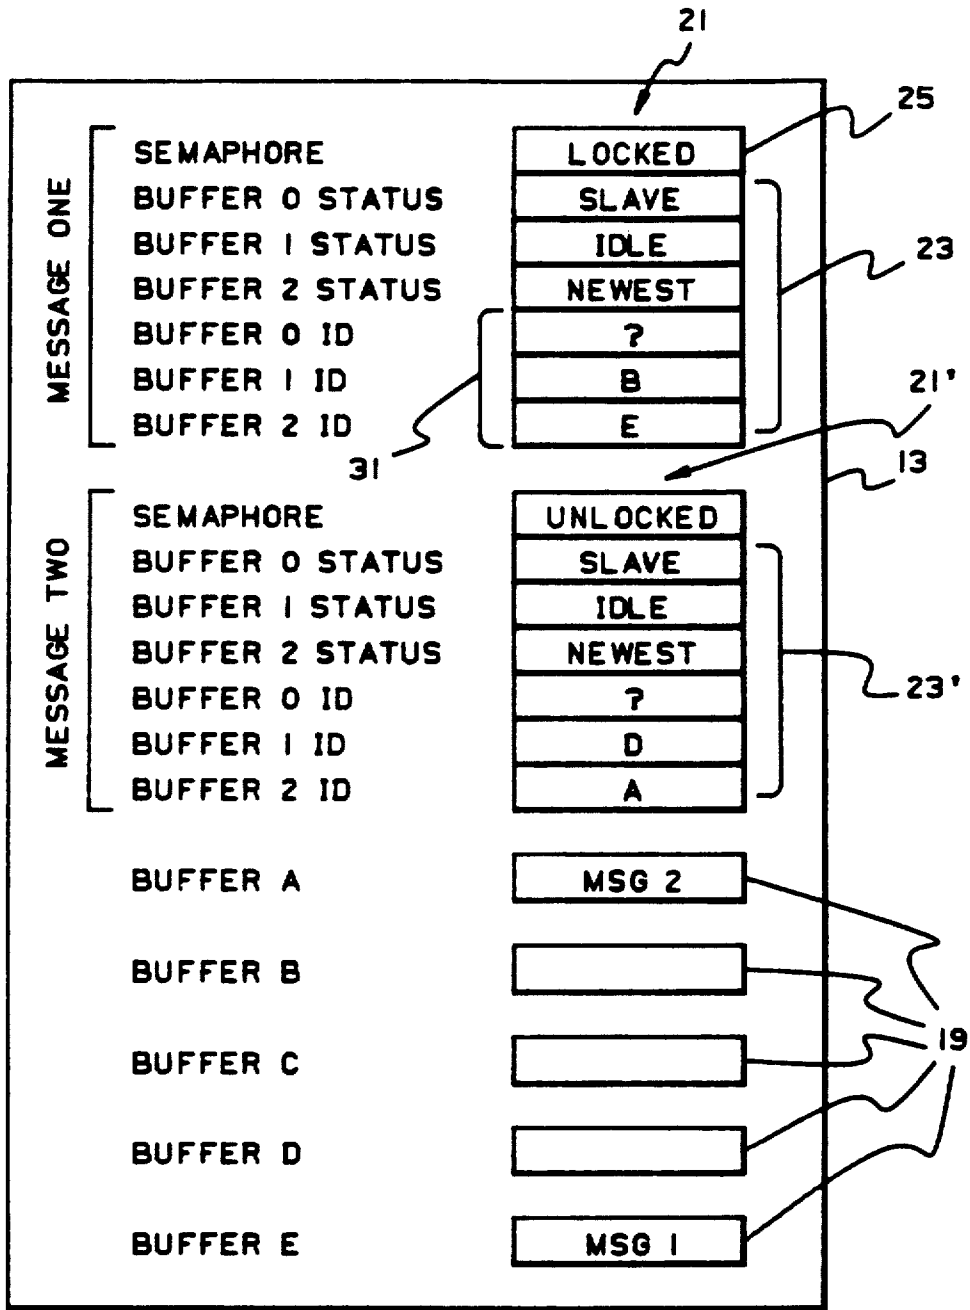 21
25
SEMAPHORE LOCKED
BUFFER 0 STATUS SLAVE
BUFFER 1 STATUS IDLE
BUFFER 2 STATUS NEWEST
BUFFER 0 ID ?
BUFFER 1 ID B
BUFFER 2 ID E
MESSAGE ONE
23
31
21'
13
SEMAPHORE UNLOCKED
BUFFER 0 STATUS SLAVE
BUFFER 1 STATUS IDLE
BUFFER 2 STATUS NEWEST
BUFFER 0 ID ?
BUFFER 1 ID D
BUFFER 2 ID A
MESSAGE TWO
23'
BUFFER A MSG 2
BUFFER B
BUFFER C
19
BUFFER D
BUFFER E MSG 1